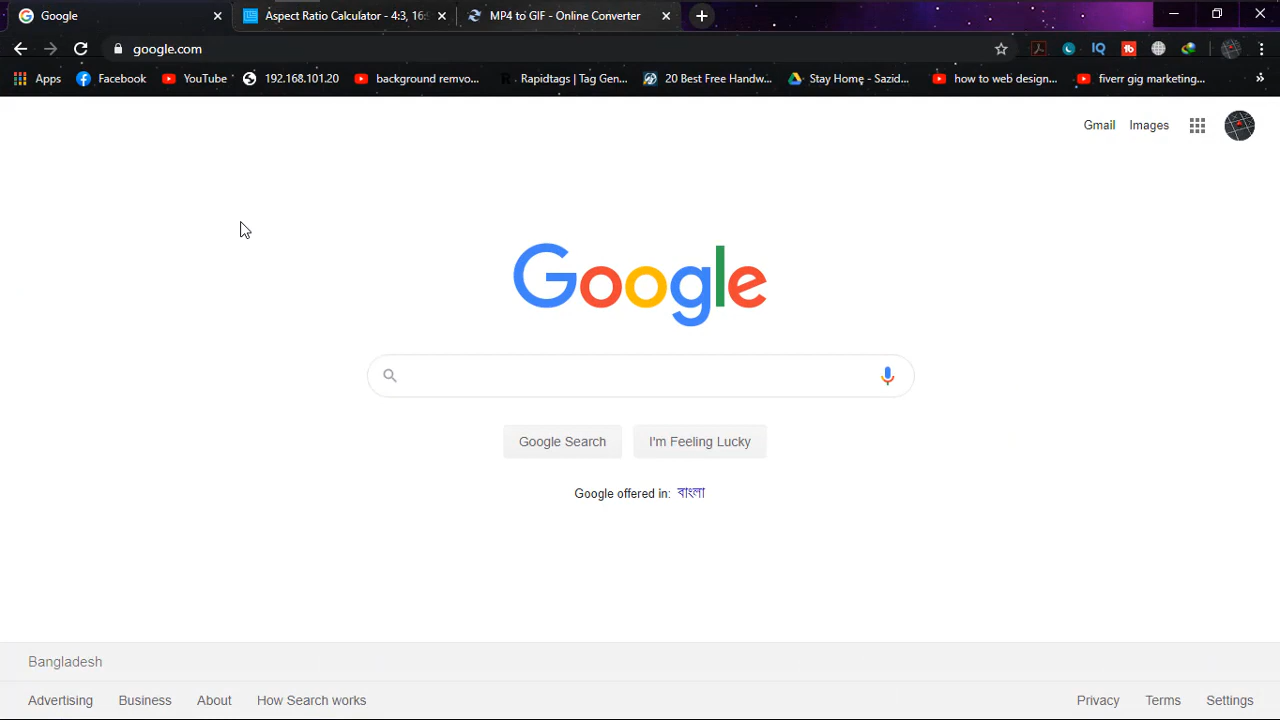 Google
Aspect Ratio Calculator - 4:3, 16:
MP4 to GIF - Online Converter
google.com
IQ
Apps
Facebook
YouTube
192.168.101.20
background remvo...
Rapidtags | Tag Gen...
20 Best Free Handw...
Stay Home - Sazid...
how to web design...
fiverr gig marketing...
»
Gmail
Images
Google
Google Search
I'm Feeling Lucky
Google offered in: বাংলা
Bangladesh
Advertising
Business
About
How Search works
Privacy
Terms
Settings